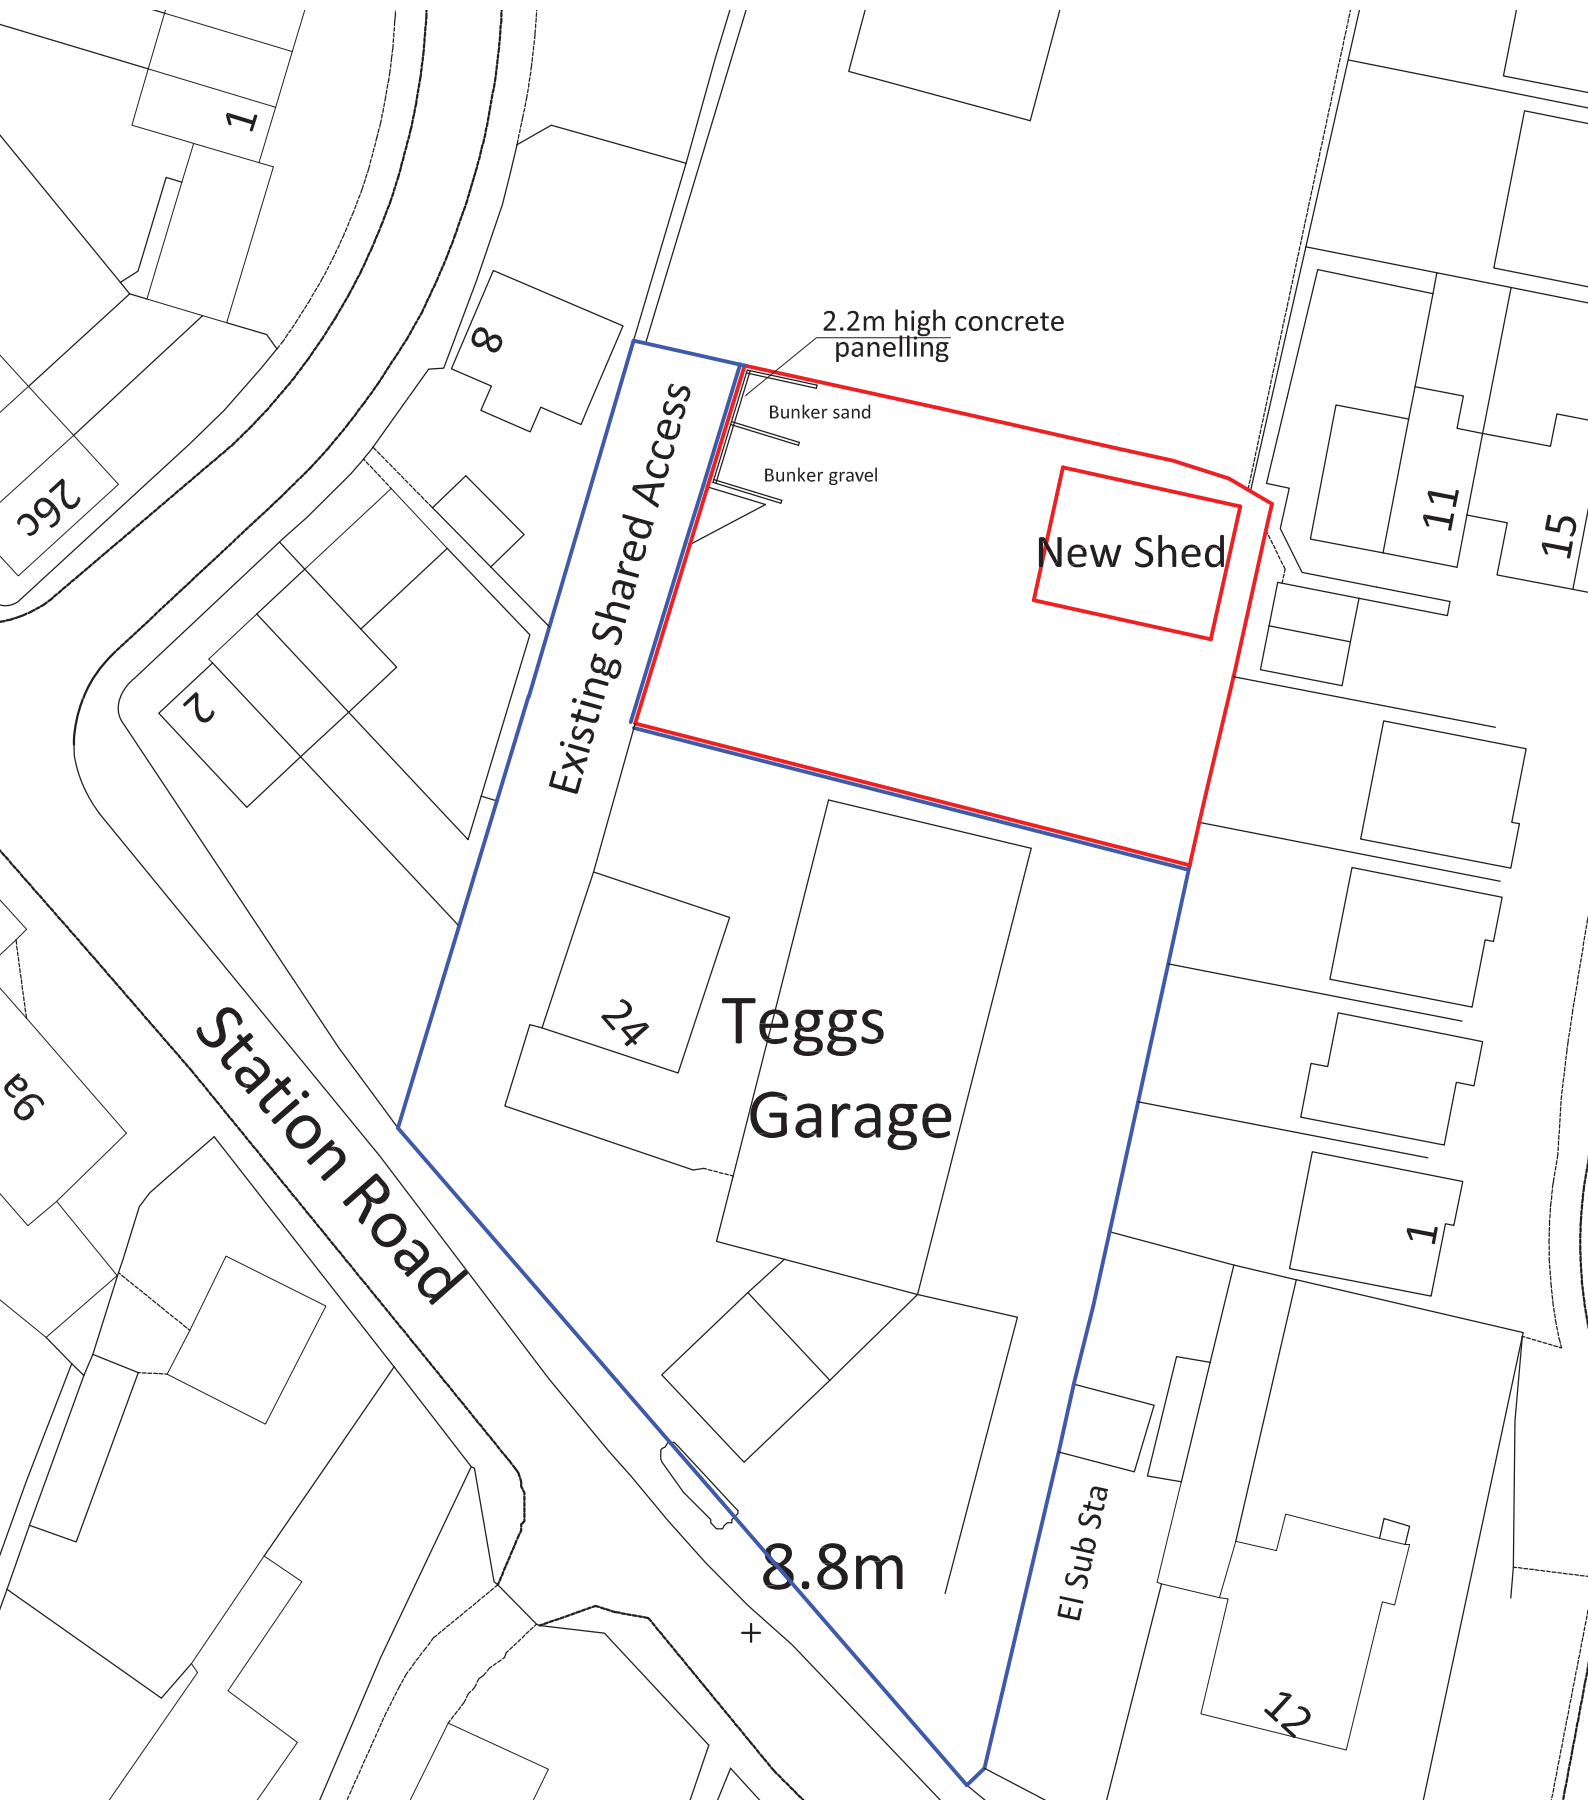 1
8
2.2m high concrete
panelling
Bunker sand
Bunker gravel
Existing Shared Access
New Shed
11
15
26c
2
24
Teggs
Garage
Station Road
9a
1
8.8m
El Sub Sta
12